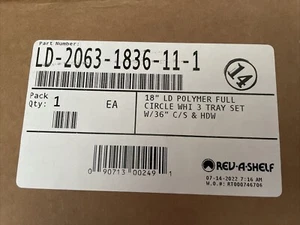 Part Number:
LD-2063-1836-11-1
14
Pack
Qty: 1 EA
18" LD POLYMER FULL
CIRCLE WHI 3 TRAY SET
W/36" C/S & HDW
0 90713 00249 1
REV-A-SHELF
07-14-2022 7:16 AM
W.O.#: RT000746706